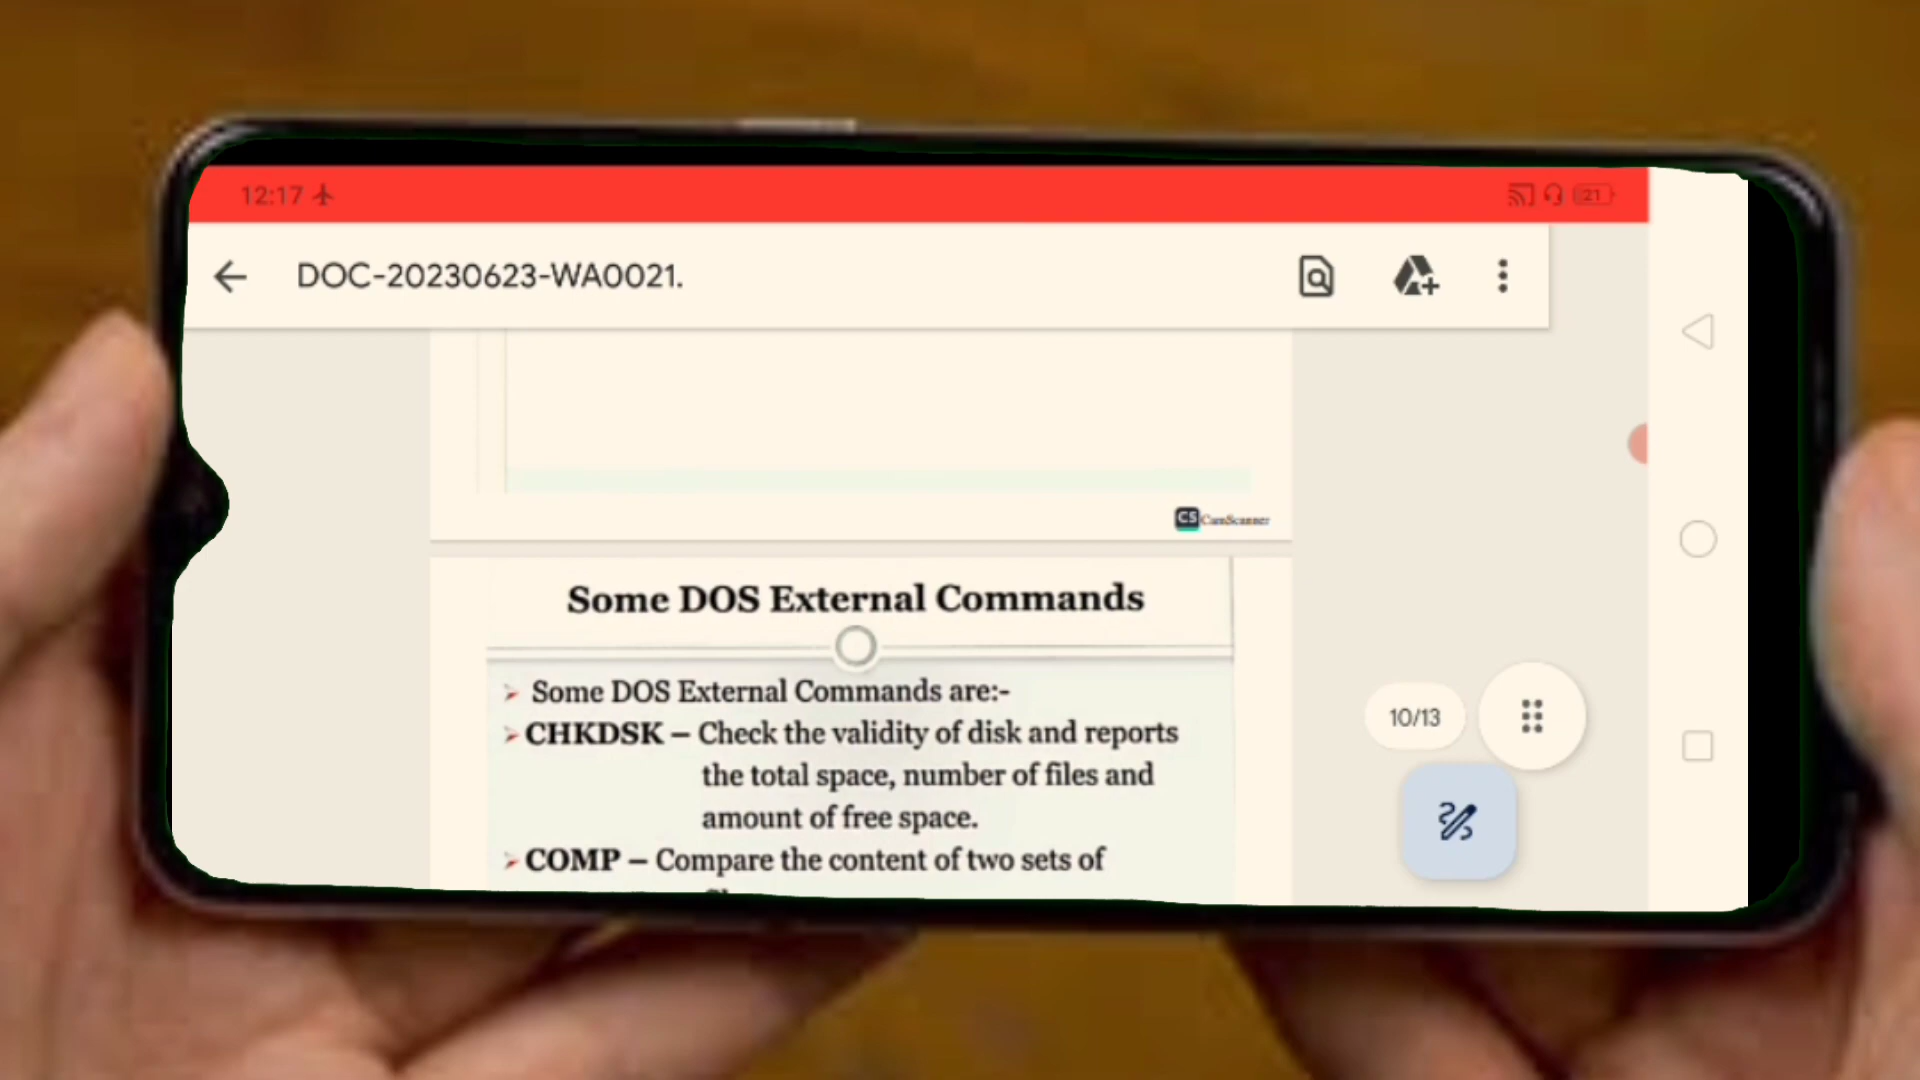 12:17
21
DOC-20230623-WA0021.
CS CamScanner
Some DOS External Commands
➢ Some DOS External Commands are:-
➢ CHKDSK – Check the validity of disk and reports
the total space, number of files and
amount of free space.
10/13
➢ COMP – Compare the content of two sets of